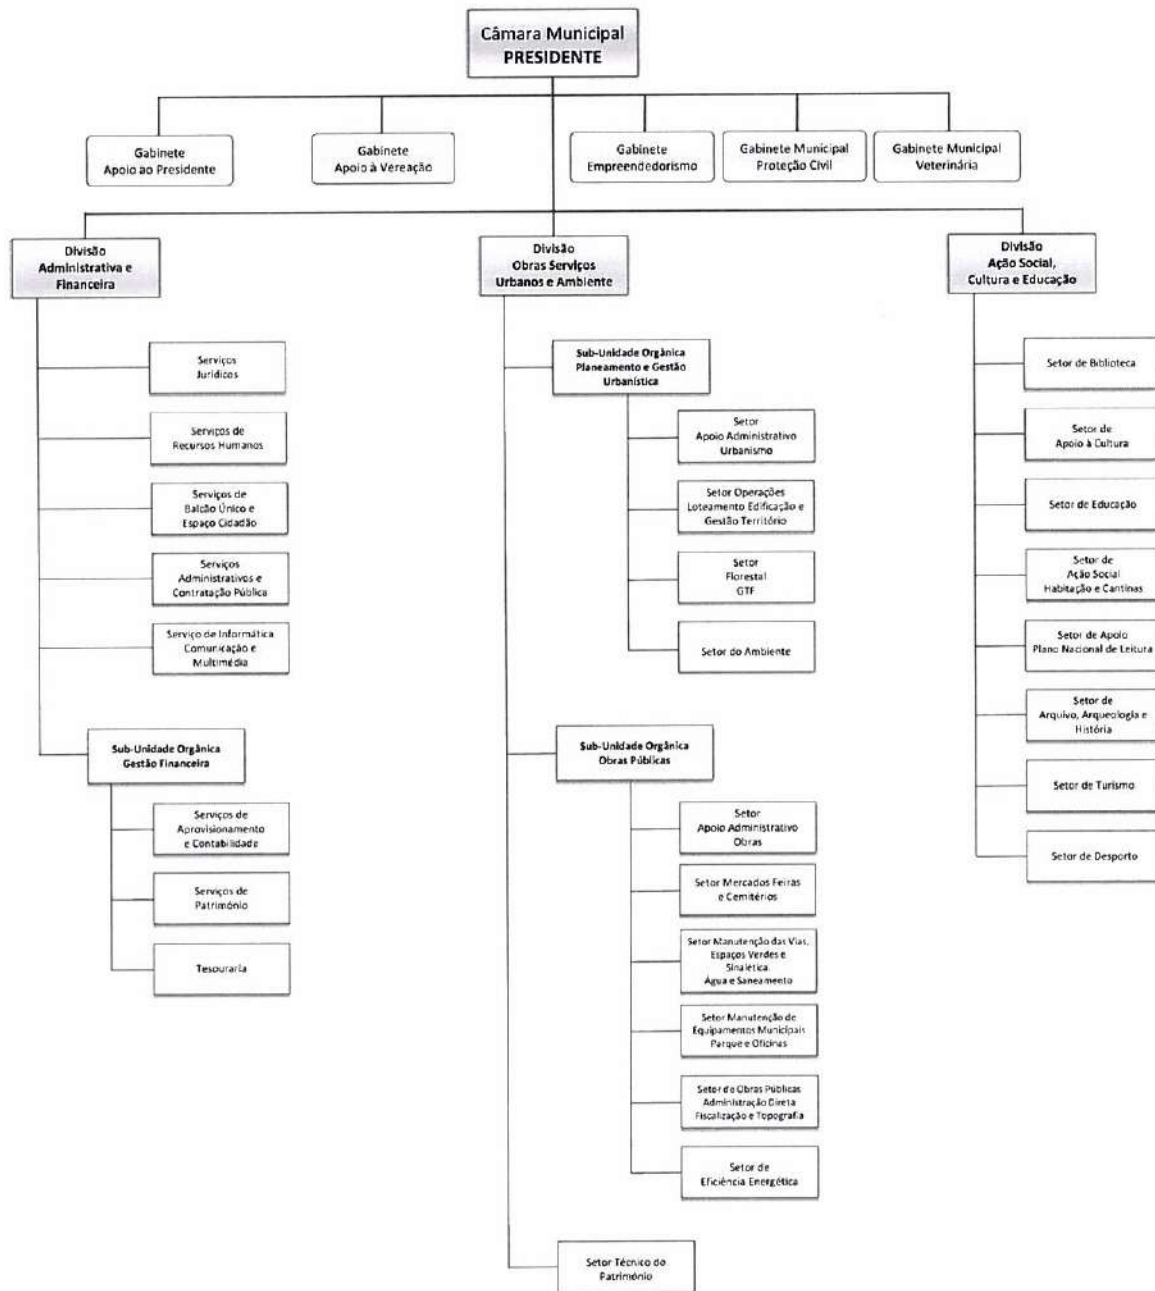 Câmara Municipal
PRESIDENTE
Gabinete
Apoio ao Presidente
Gabinete
Apoio à Vereação
Gabinete
Empreendedorismo
Gabinete Municipal
Proteção Civil
Gabinete Municipal
Veterinária
Divisão
Administrativa e
Financeira
Serviços
Jurídicos
Serviços de
Recursos Humanos
Serviços de
Balcão Único e
Espaço Cidadão
Serviços
Administrativos e
Contratação Pública
Serviço de Informática
Comunicação e
Multimédia
Sub-Unidade Orgânica
Gestão Financeira
Serviços de
Aprovisionamento
e Contabilidade
Serviços de
Património
Tesouraria
Divisão
Obras Serviços
Urbanos e Ambiente
Sub-Unidade Orgânica
Planeamento e Gestão
Urbanística
Setor
Apoio Administrativo
Urbanismo
Setor Operações
Loteamento Edificação e
Gestão Território
Setor
Florestal
GTF
Setor do Ambiente
Sub-Unidade Orgânica
Obras Públicas
Setor
Apoio Administrativo
Obras
Setor Mercados Feiras
e Cemitérios
Setor Manutenção das Vias,
Espaços Verdes e
Sinalética
Água e Saneamento
Setor Manutenção de
Equipamentos Municipais
Parque e Oficinas
Setor de Obras Públicas
Administração Direta
Fiscalização e Topografia
Setor de
Eficiência Energética
Setor Técnico do
Património
Divisão
Ação Social,
Cultura e Educação
Setor de Biblioteca
Setor de
Apoio à Cultura
Setor de Educação
Setor de
Ação Social
Habitação e Cantinas
Setor de Apoio
Plano Nacional de Leitura
Setor de
Arquivo, Arqueologia e
História
Setor de Turismo
Setor de Desporto